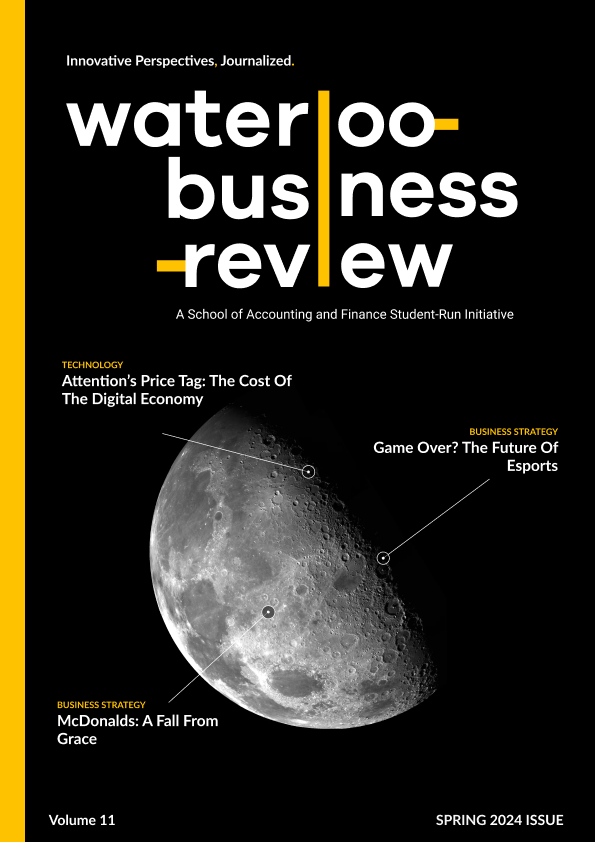 Innovative Perspectives, Journalized.
waterloo-
business
-review
A School of Accounting and Finance Student-Run Initiative
TECHNOLOGY
Attention's Price Tag: The Cost Of
The Digital Economy
BUSINESS STRATEGY
Game Over? The Future Of
Esports
BUSINESS STRATEGY
McDonalds: A Fall From
Grace
Volume 11
SPRING 2024 ISSUE